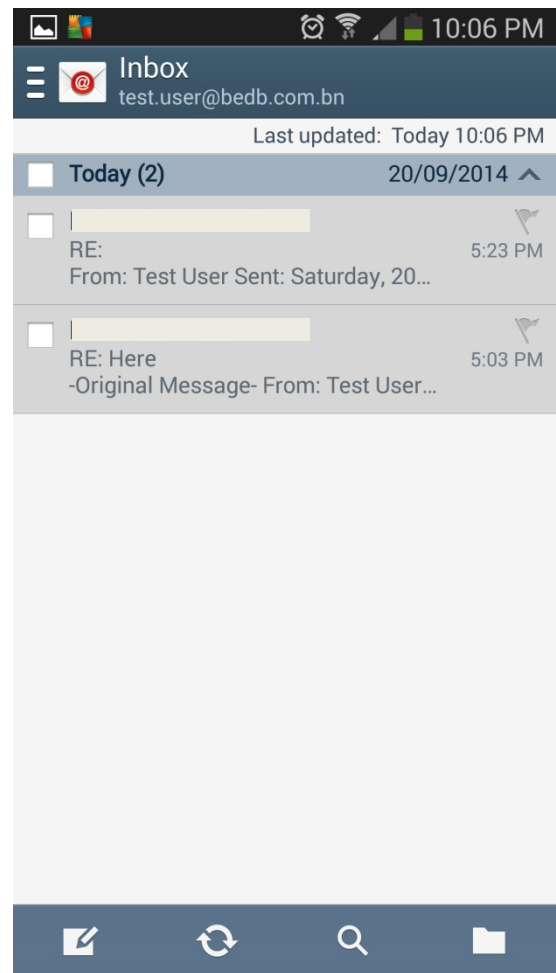 10:06 PM
Inbox
test.user@bedb.com.bn
Last updated: Today 10:06 PM
Today (2) 20/09/2014
RE: 5:23 PM
From: Test User Sent: Saturday, 20...
RE: Here 5:03 PM
-Original Message- From: Test User...